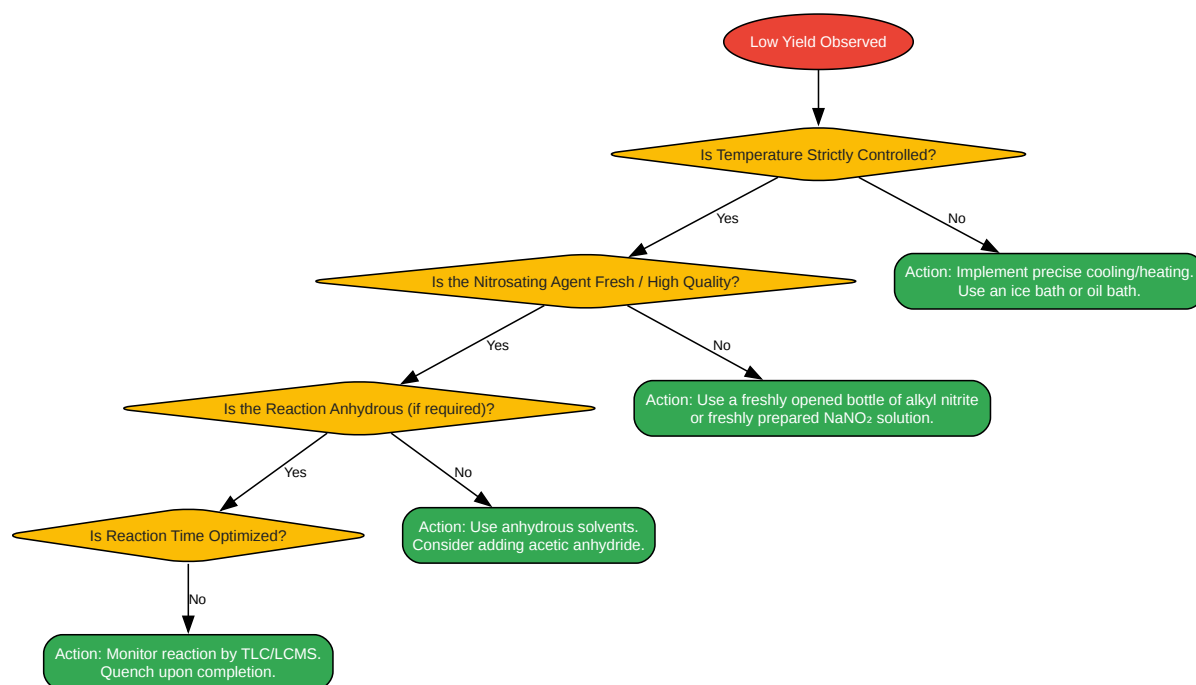 Low Yield Observed
Is Temperature Strictly Controlled?
Yes
No
Is the Nitrosating Agent Fresh / High Quality?
Action: Implement precise cooling/heating.
Use an ice bath or oil bath.
Yes
No
Is the Reaction Anhydrous (if required)?
Action: Use a freshly opened bottle of alkyl nitrite
or freshly prepared NaNO₂ solution.
Yes
No
Is Reaction Time Optimized?
Action: Use anhydrous solvents.
Consider adding acetic anhydride.
No
Action: Monitor reaction by TLC/LCMS.
Quench upon completion.